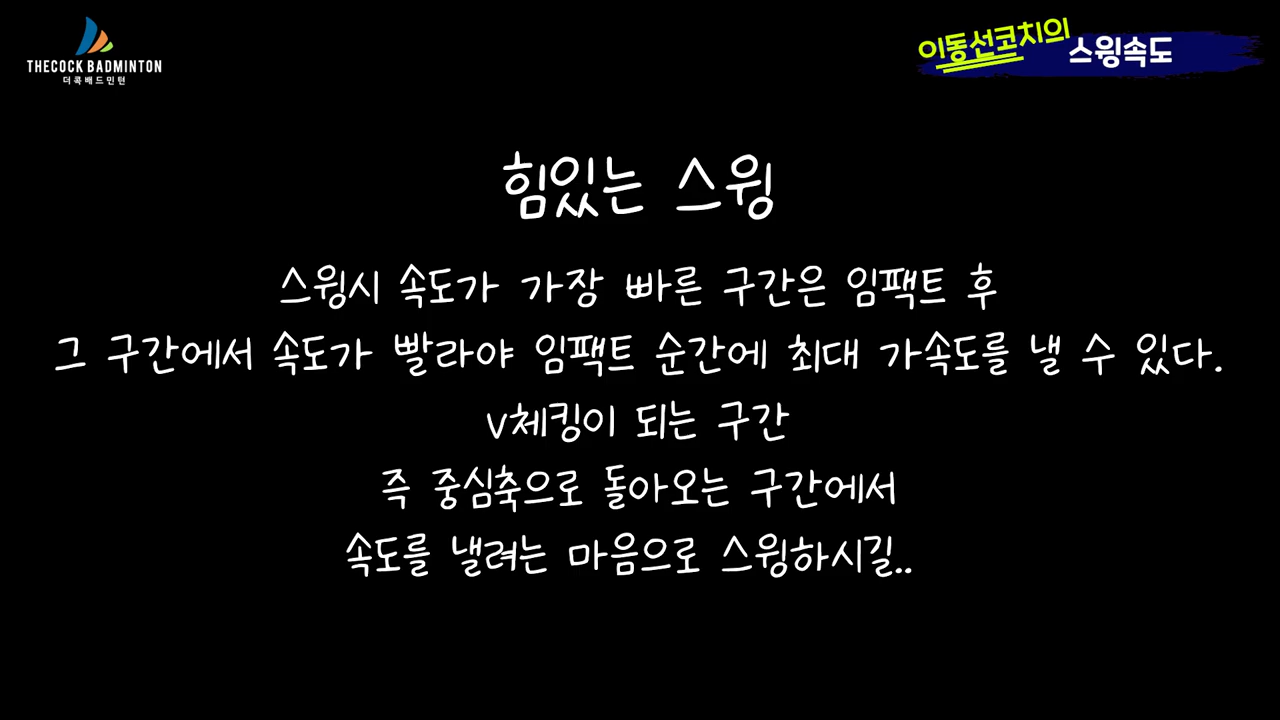 THECOCK BADMINTON
더콕배드민턴
이동선코치의 스윙속도
힘있는 스윙
스윙시 속도가 가장 빠른 구간은 임팩트 후
그 구간에서 속도가 빨라야 임팩트 순간에 최대 가속도를 낼 수 있다.
v체킹이 되는 구간
즉 중심축으로 돌아오는 구간에서
속도를 낼려는 마음으로 스윙하시길..